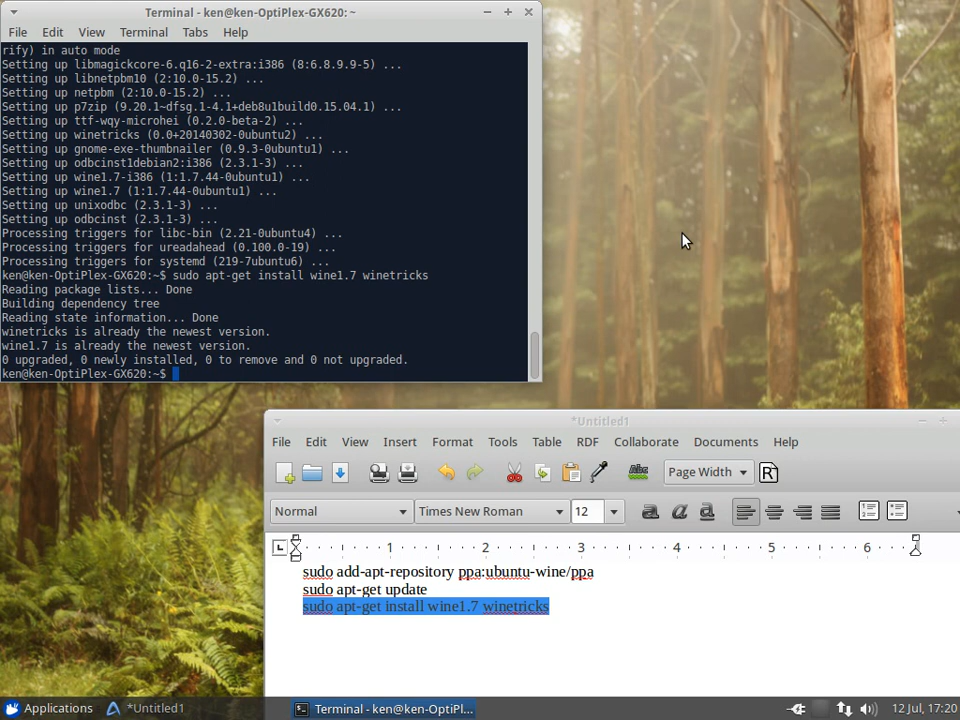 Terminal - ken@ken-OptiPlex-GX620: ~
File Edit View Terminal Tabs Help
rify) in auto mode
Setting up libmagickcore-6.q16-2-extra:i386 (8:6.8.9.9-5) ...
Setting up libnetpbm10 (2:10.0-15.2) ...
Setting up netpbm (2:10.0-15.2) ...
Setting up p7zip (9.20.1~dfsg.1-4.1+deb8u1build0.15.04.1) ...
Setting up ttf-wqy-microhei (0.2.0-beta-2) ...
Setting up winetricks (0.0+20140302-0ubuntu2) ...
Setting up gnome-exe-thumbnailer (0.9.3-0ubuntu1) ...
Setting up odbcinst1debian2:i386 (2.3.1-3) ...
Setting up wine1.7-i386 (1:1.7.44-0ubuntu1) ...
Setting up wine1.7 (1:1.7.44-0ubuntu1) ...
Setting up unixodbc (2.3.1-3) ...
Setting up odbcinst (2.3.1-3) ...
Processing triggers for libc-bin (2.21-0ubuntu4) ...
Processing triggers for ureadahead (0.100.0-19) ...
Processing triggers for systemd (219-7ubuntu6) ...
ken@ken-OptiPlex-GX620:~$ sudo apt-get install wine1.7 winetricks
Reading package lists... Done
Building dependency tree
Reading state information... Done
winetricks is already the newest version.
wine1.7 is already the newest version.
0 upgraded, 0 newly installed, 0 to remove and 0 not upgraded.
ken@ken-OptiPlex-GX620:~$
*Untitled1
File Edit View Insert Format Tools Table RDF Collaborate Documents Help
Abc Page Width R
Normal Times New Roman 12 a a a
L 1 2 3 4 5 6
sudo add-apt-repository ppa:ubuntu-wine/ppa
sudo apt-get update
sudo apt-get install wine1.7 winetricks
Applications *Untitled1 Terminal - ken@ken-OptiPl... 12 Jul, 17:20